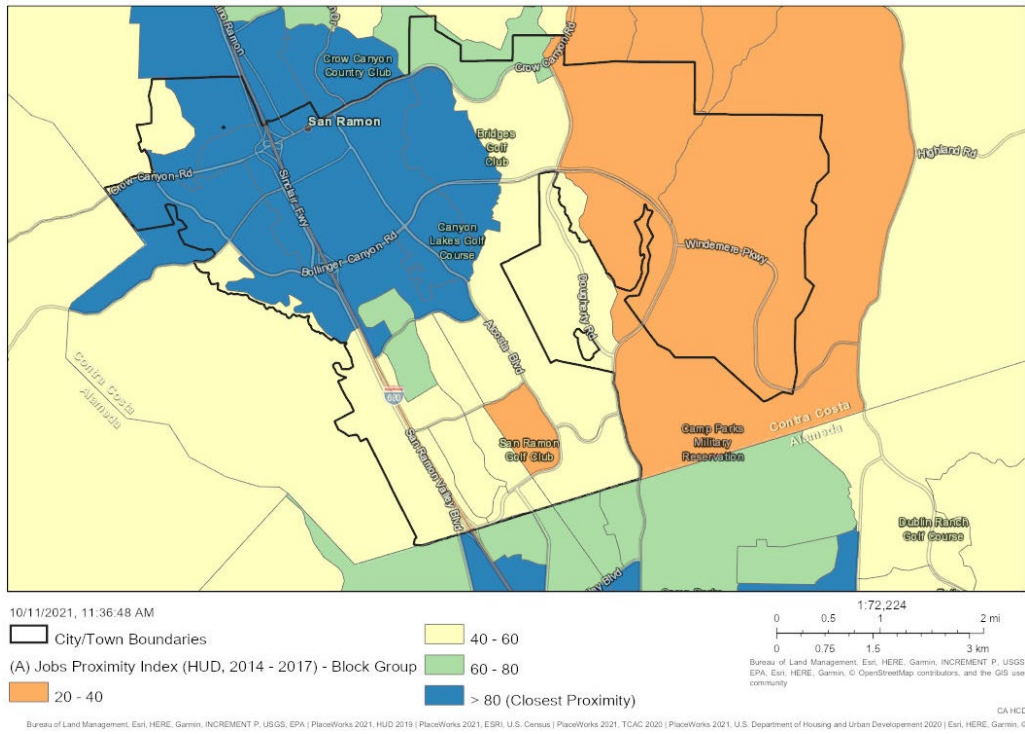 Crow Canyon
Country Club
Crow Canyon Rd
San Ramon
Bridges
Golf
Club
Highland Rd
Crow Canyon Rd
Sinclair Fwy
Canyon
Lakes Golf
Course
Bollinger Canyon Rd
Windemere Pkwy
Dougherty Rd
Alcosta Blvd
Contra Costa
Alameda
680
San Ramon Valley Blvd
San Ramon
Golf Club
Camp Parks
Military
Reservation
Contra Costa
Alameda
Dublin Ranch
Golf Course
10/11/2021, 11:36:48 AM
City/Town Boundaries
(A) Jobs Proximity Index (HUD, 2014 - 2017) - Block Group
20 - 40
40 - 60
60 - 80
> 80 (Closest Proximity)
1:72,224
0 0.5 1 2 mi
0 0.75 1.5 3 km
Bureau of Land Management, Esri, HERE, Garmin, INCREMENT P, USGS,
EPA, Esri, HERE, Garmin, © OpenStreetMap contributors, and the GIS user
community
CA HCD
Bureau of Land Management, Esri, HERE, Garmin, INCREMENT P, USGS, EPA | PlaceWorks 2021, HUD 2019 | PlaceWorks 2021, ESRI, U.S. Census | PlaceWorks 2021, TCAC 2020 | PlaceWorks 2021, U.S. Department of Housing and Urban Developement 2020 | Esri, HERE, Garmin, ©